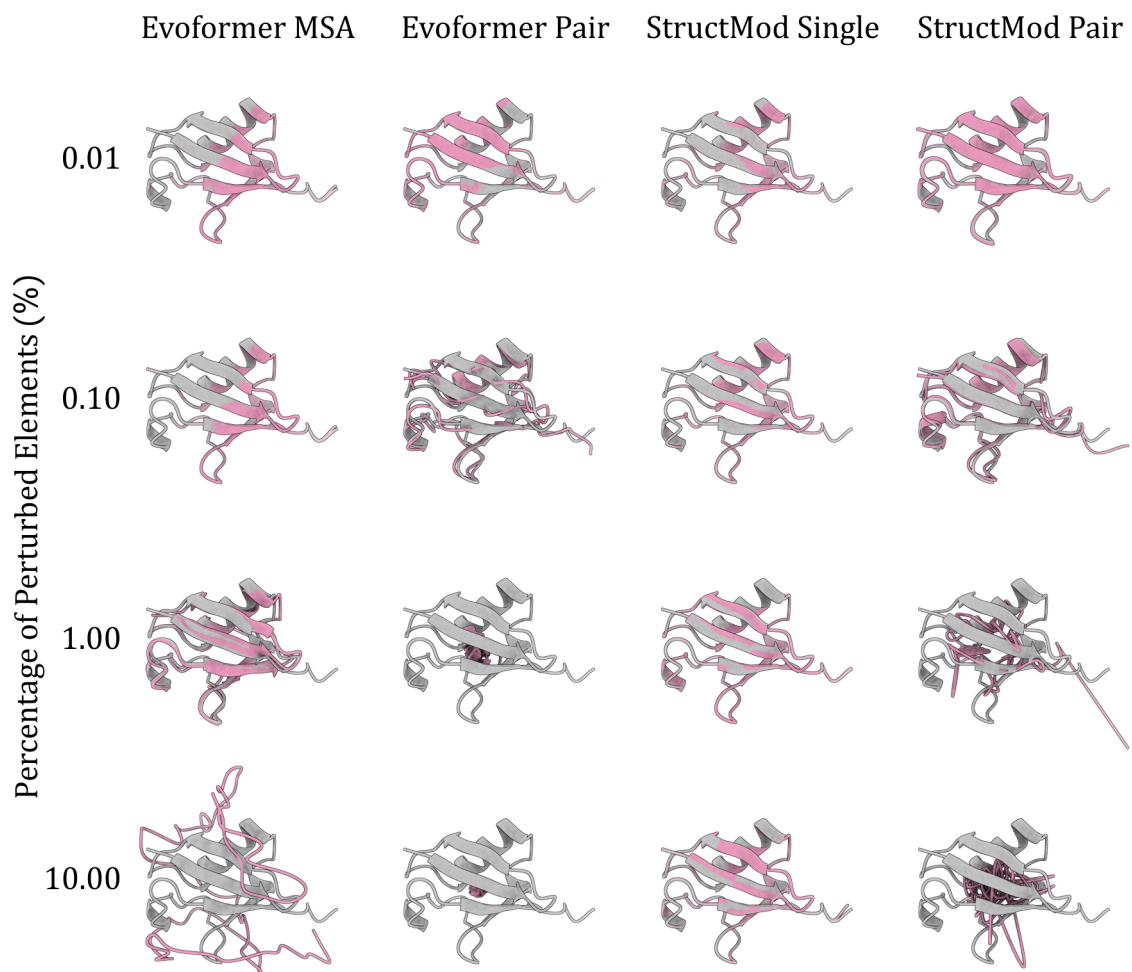 Evoformer MSA Evoformer Pair StructMod Single StructMod Pair
Percentage of Perturbed Elements (%)
0.01
0.10
1.00
10.00